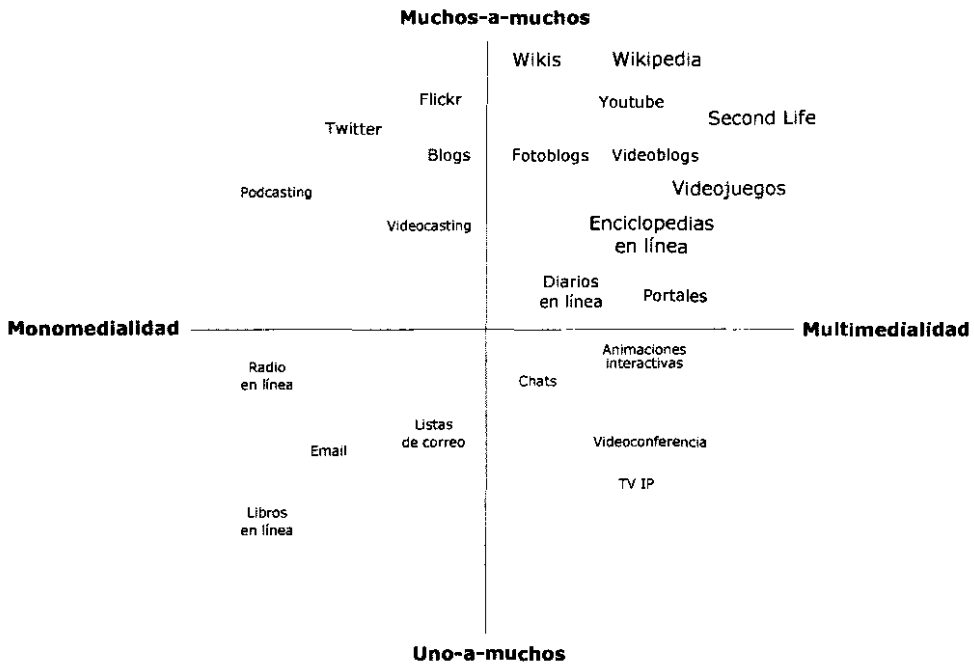 Muchos-a-muchos
Wikis Wikipedia
Flickr Youtube
Second Life
Twitter
Blogs Fotoblogs Videoblogs
Podcasting Videojuegos
Videocasting Enciclopedias
en línea
Diarios
en línea
Portales
Monomedialidad Multimedialidad
Animaciones
interactivas
Radio
en línea
Chats
Listas
de correo
Email Videoconferencia
TV IP
Libros
en línea
Uno-a-muchos